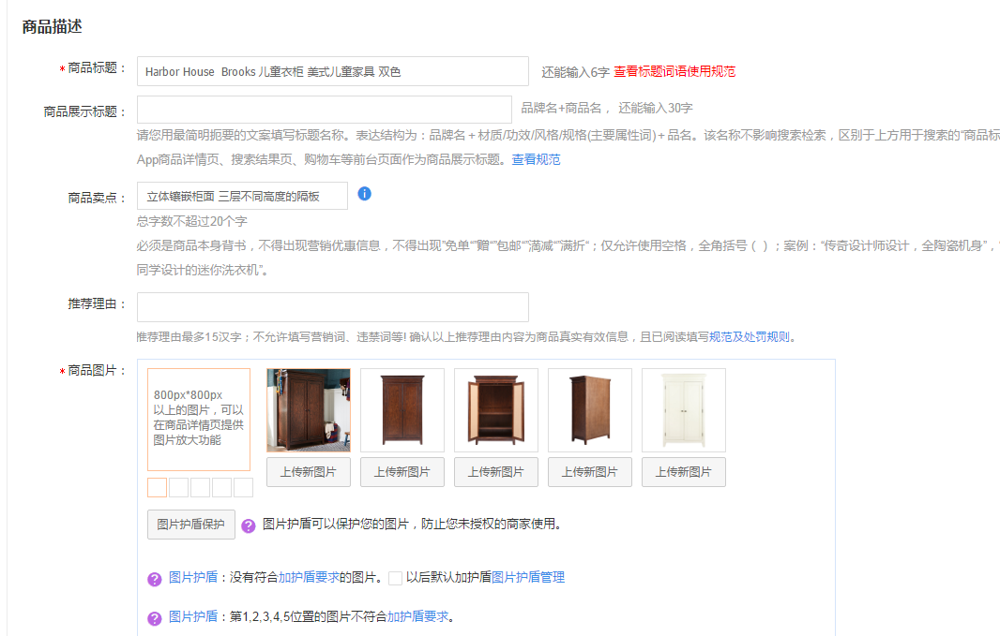 商品描述
* 商品标题： Harbor House  Brooks 儿童衣柜 美式儿童家具 双色 还能输入6字 查看标题词语使用规范
商品展示标题： 品牌名+商品名， 还能输入30字
请您用最简明扼要的文案填写标题名称。表达结构为：品牌名＋材质/功效/风格/规格(主要属性词)＋品名。该名称不影响搜索检索，区别于上方用于搜索的“商品标
App商品详情页、搜索结果页、购物车等前台页面作为商品展示标题。查看规范
商品卖点： 立体镶嵌柜面 三层不同高度的隔板
总字数不超过20个字
必须是商品本身背书，不得出现营销优惠信息，不得出现”免单“”赠“”包邮“”满减“”满折“；仅允许使用空格，全角括号（ ）；案例：“传奇设计师设计，全陶瓷机身”，
同学设计的迷你洗衣机”。
推荐理由：
推荐理由最多15汉字；不允许填写营销词、违禁词等! 确认以上推荐理由内容为商品真实有效信息，且已阅读填写规范及处罚规则。
* 商品图片：
800px*800px
以上的图片，可以
在商品详情页提供
图片放大功能
上传新图片 上传新图片 上传新图片 上传新图片 上传新图片
图片护盾保护 ? 图片护盾可以保护您的图片，防止您未授权的商家使用。
? 图片护盾：没有符合加护盾要求的图片。 以后默认加护盾图片护盾管理
? 图片护盾：第1,2,3,4,5位置的图片不符合加护盾要求。